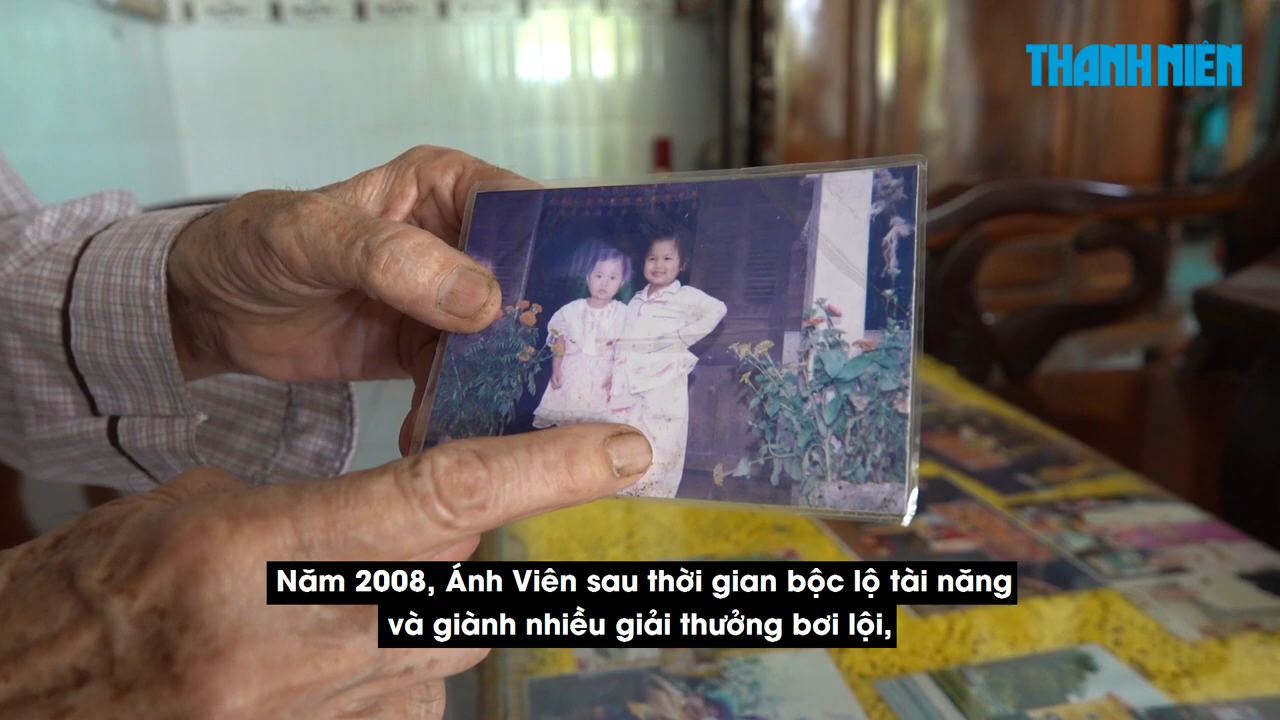 THANH NIÊN
Năm 2008, Ánh Viên sau thời gian bộc lộ tài năng
và giành nhiều giải thưởng bơi lội,